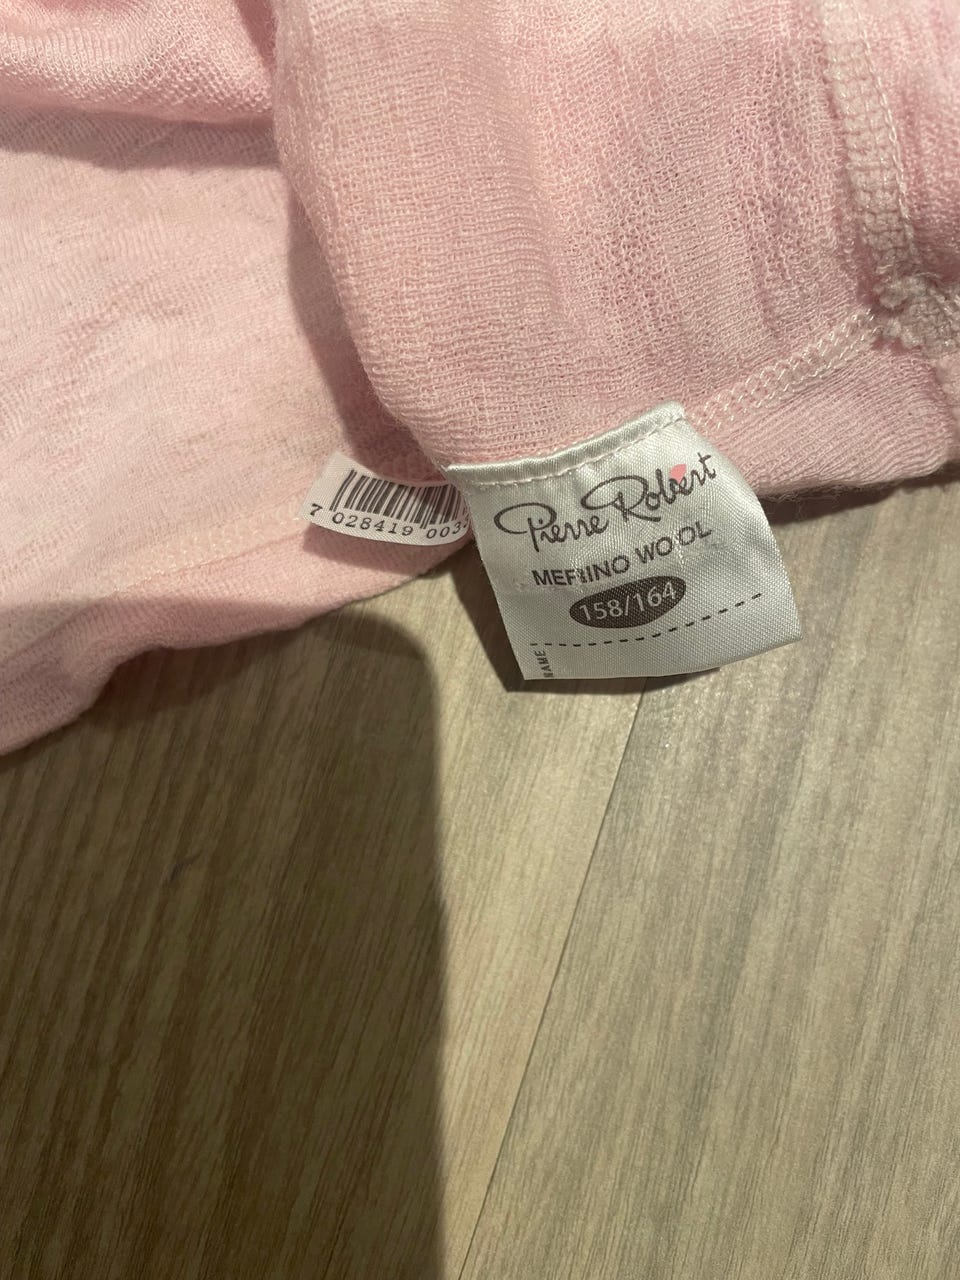 Pierre Robert
MERINO WOOL
158/164
NAME
7 028419 003